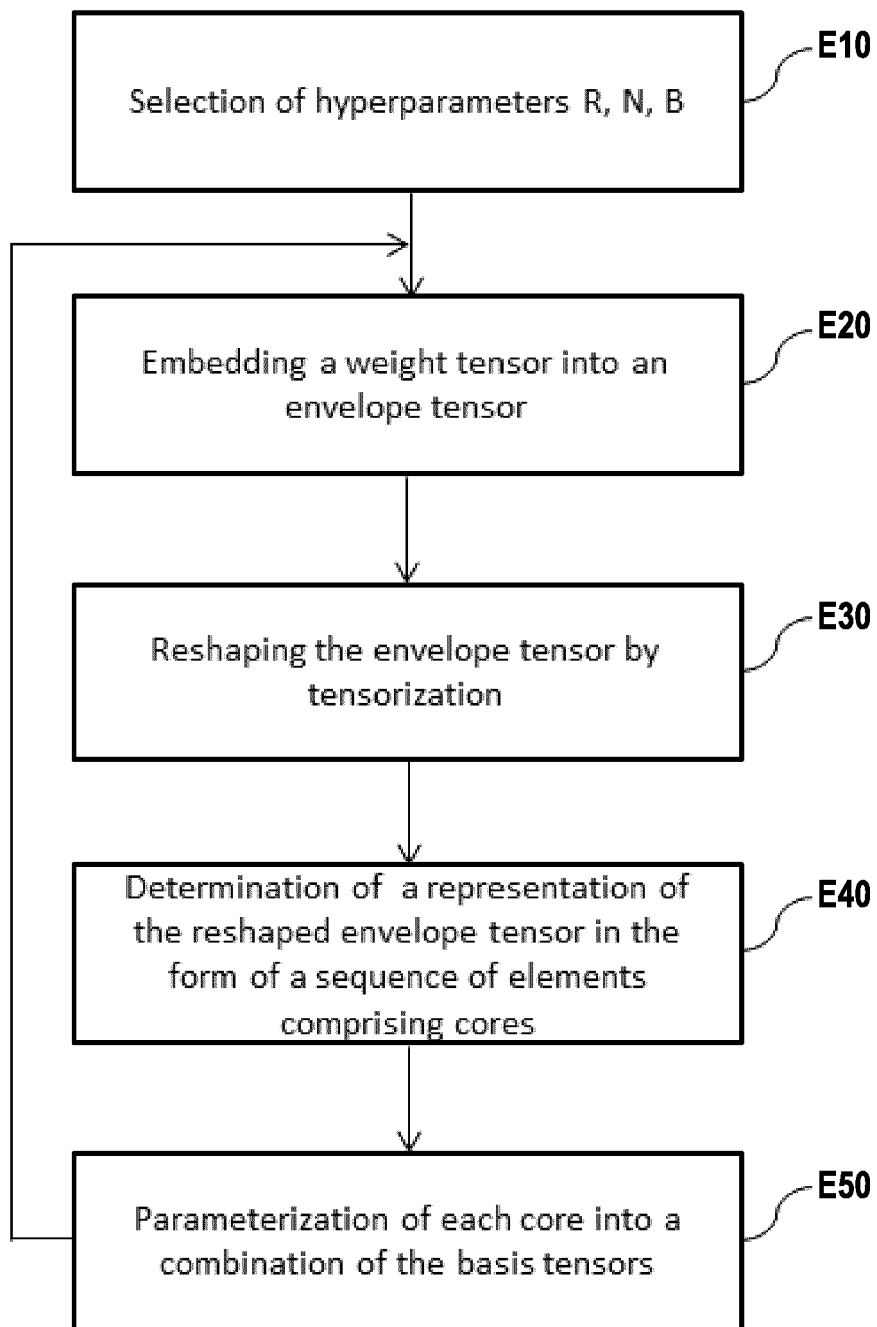 E10
Selection of hyperparameters R, N, B
E20
Embedding a weight tensor into an
envelope tensor
E30
Reshaping the envelope tensor by
tensorization
E40
Determination of a representation of
the reshaped envelope tensor in the
form of a sequence of elements
comprising cores
E50
Parameterization of each core into a
combination of the basis tensors